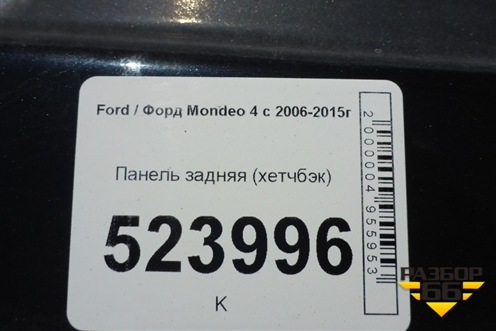 Ford / Форд Mondeo 4 с 2006-2015г
Панель задняя (хетчбэк)
523996
К
2000004955953
РАЗБОР
66